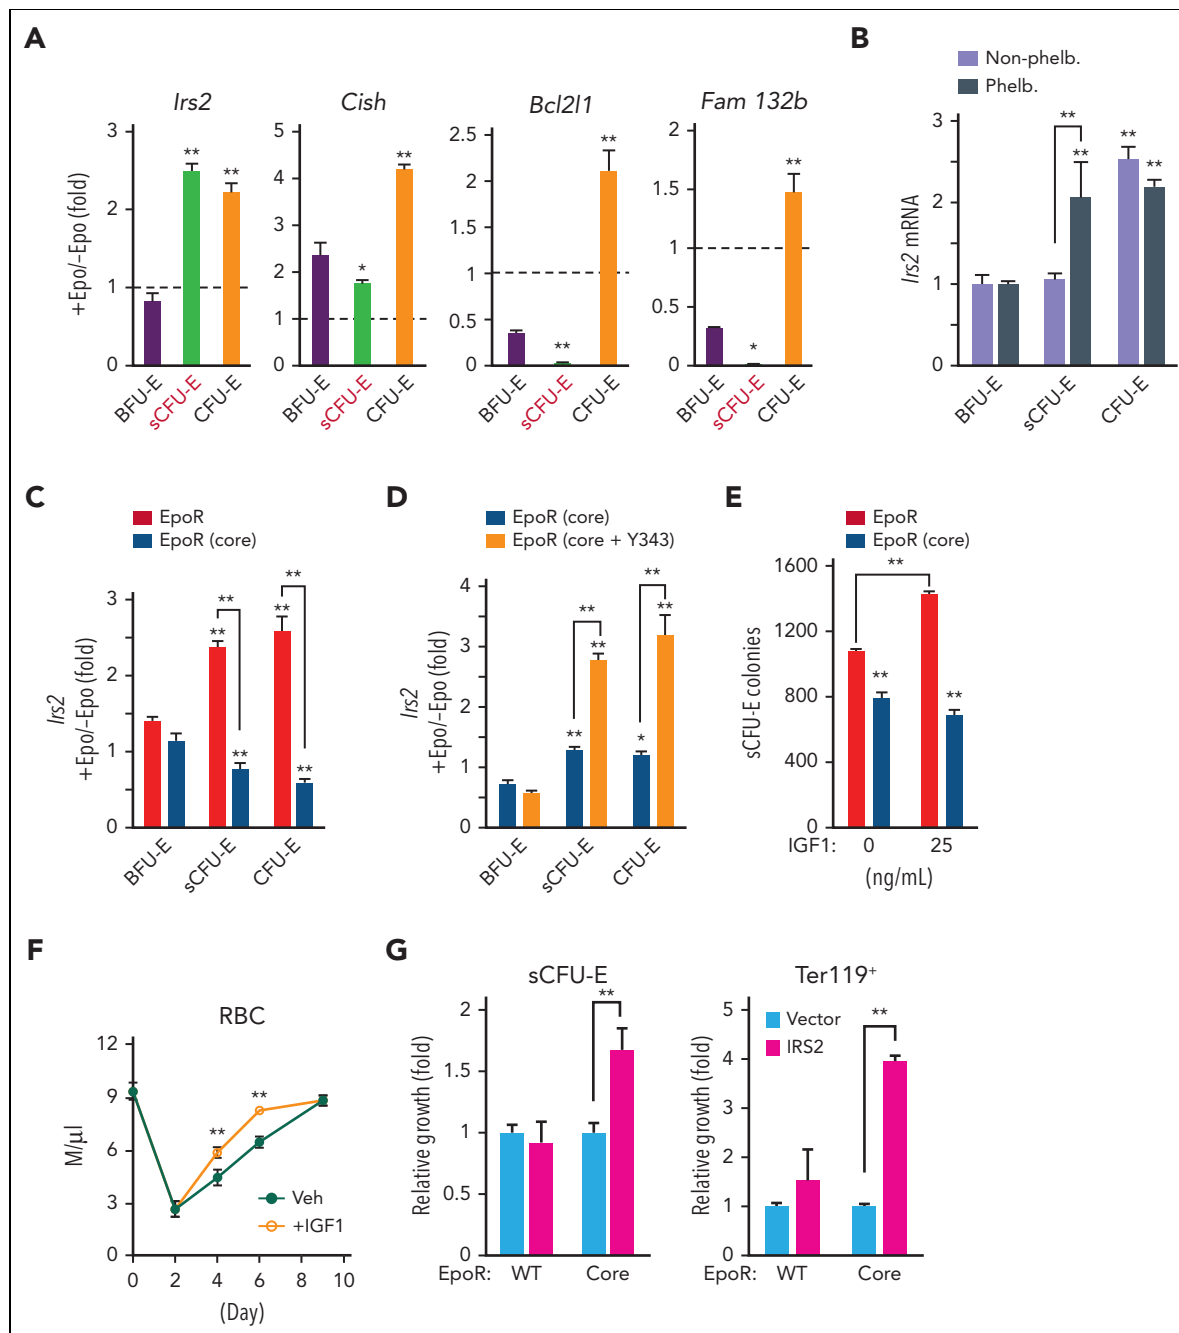 A
Irs2
Cish
Bcl2l1
Fam 132b
+Epo/–Epo (fold)
3
2
1
0
**
**
BFU-E
sCFU-E
CFU-E
6
5
4
2
1
0
*
**
BFU-E
sCFU-E
CFU-E
2.5
2
1.5
1
0.5
0
**
**
BFU-E
sCFU-E
CFU-E
2
1.5
1
0.5
0
*
**
BFU-E
sCFU-E
CFU-E
B
Non-phelb.
Phelb.
Irs2 mRNA
3
2
1
0
**
**
**
**
BFU-E
sCFU-E
CFU-E
C
EpoR
EpoR (core)
Irs2
+Epo/–Epo (fold)
3
2
1
0
**
**
**
**
**
**
BFU-E
sCFU-E
CFU-E
D
EpoR (core)
EpoR (core + Y343)
Irs2
+Epo/–Epo (fold)
4
3
2
1
0
**
**
**
**
**
*
BFU-E
sCFU-E
CFU-E
E
EpoR
EpoR (core)
sCFU-E colonies
1600
1200
800
400
0
**
**
**
IGF1:
0
25
(ng/mL)
F
RBC
M/µl
12
9
6
3
0
**
**
Veh
+IGF1
0
2
4
6
8
10
(Day)
G
sCFU-E
Relative growth (fold)
2
1.5
1
0.5
0
**
EpoR:
WT
Core
Ter119+
Relative growth (fold)
5
4
3
2
1
0
Vector
IRS2
**
EpoR:
WT
Core